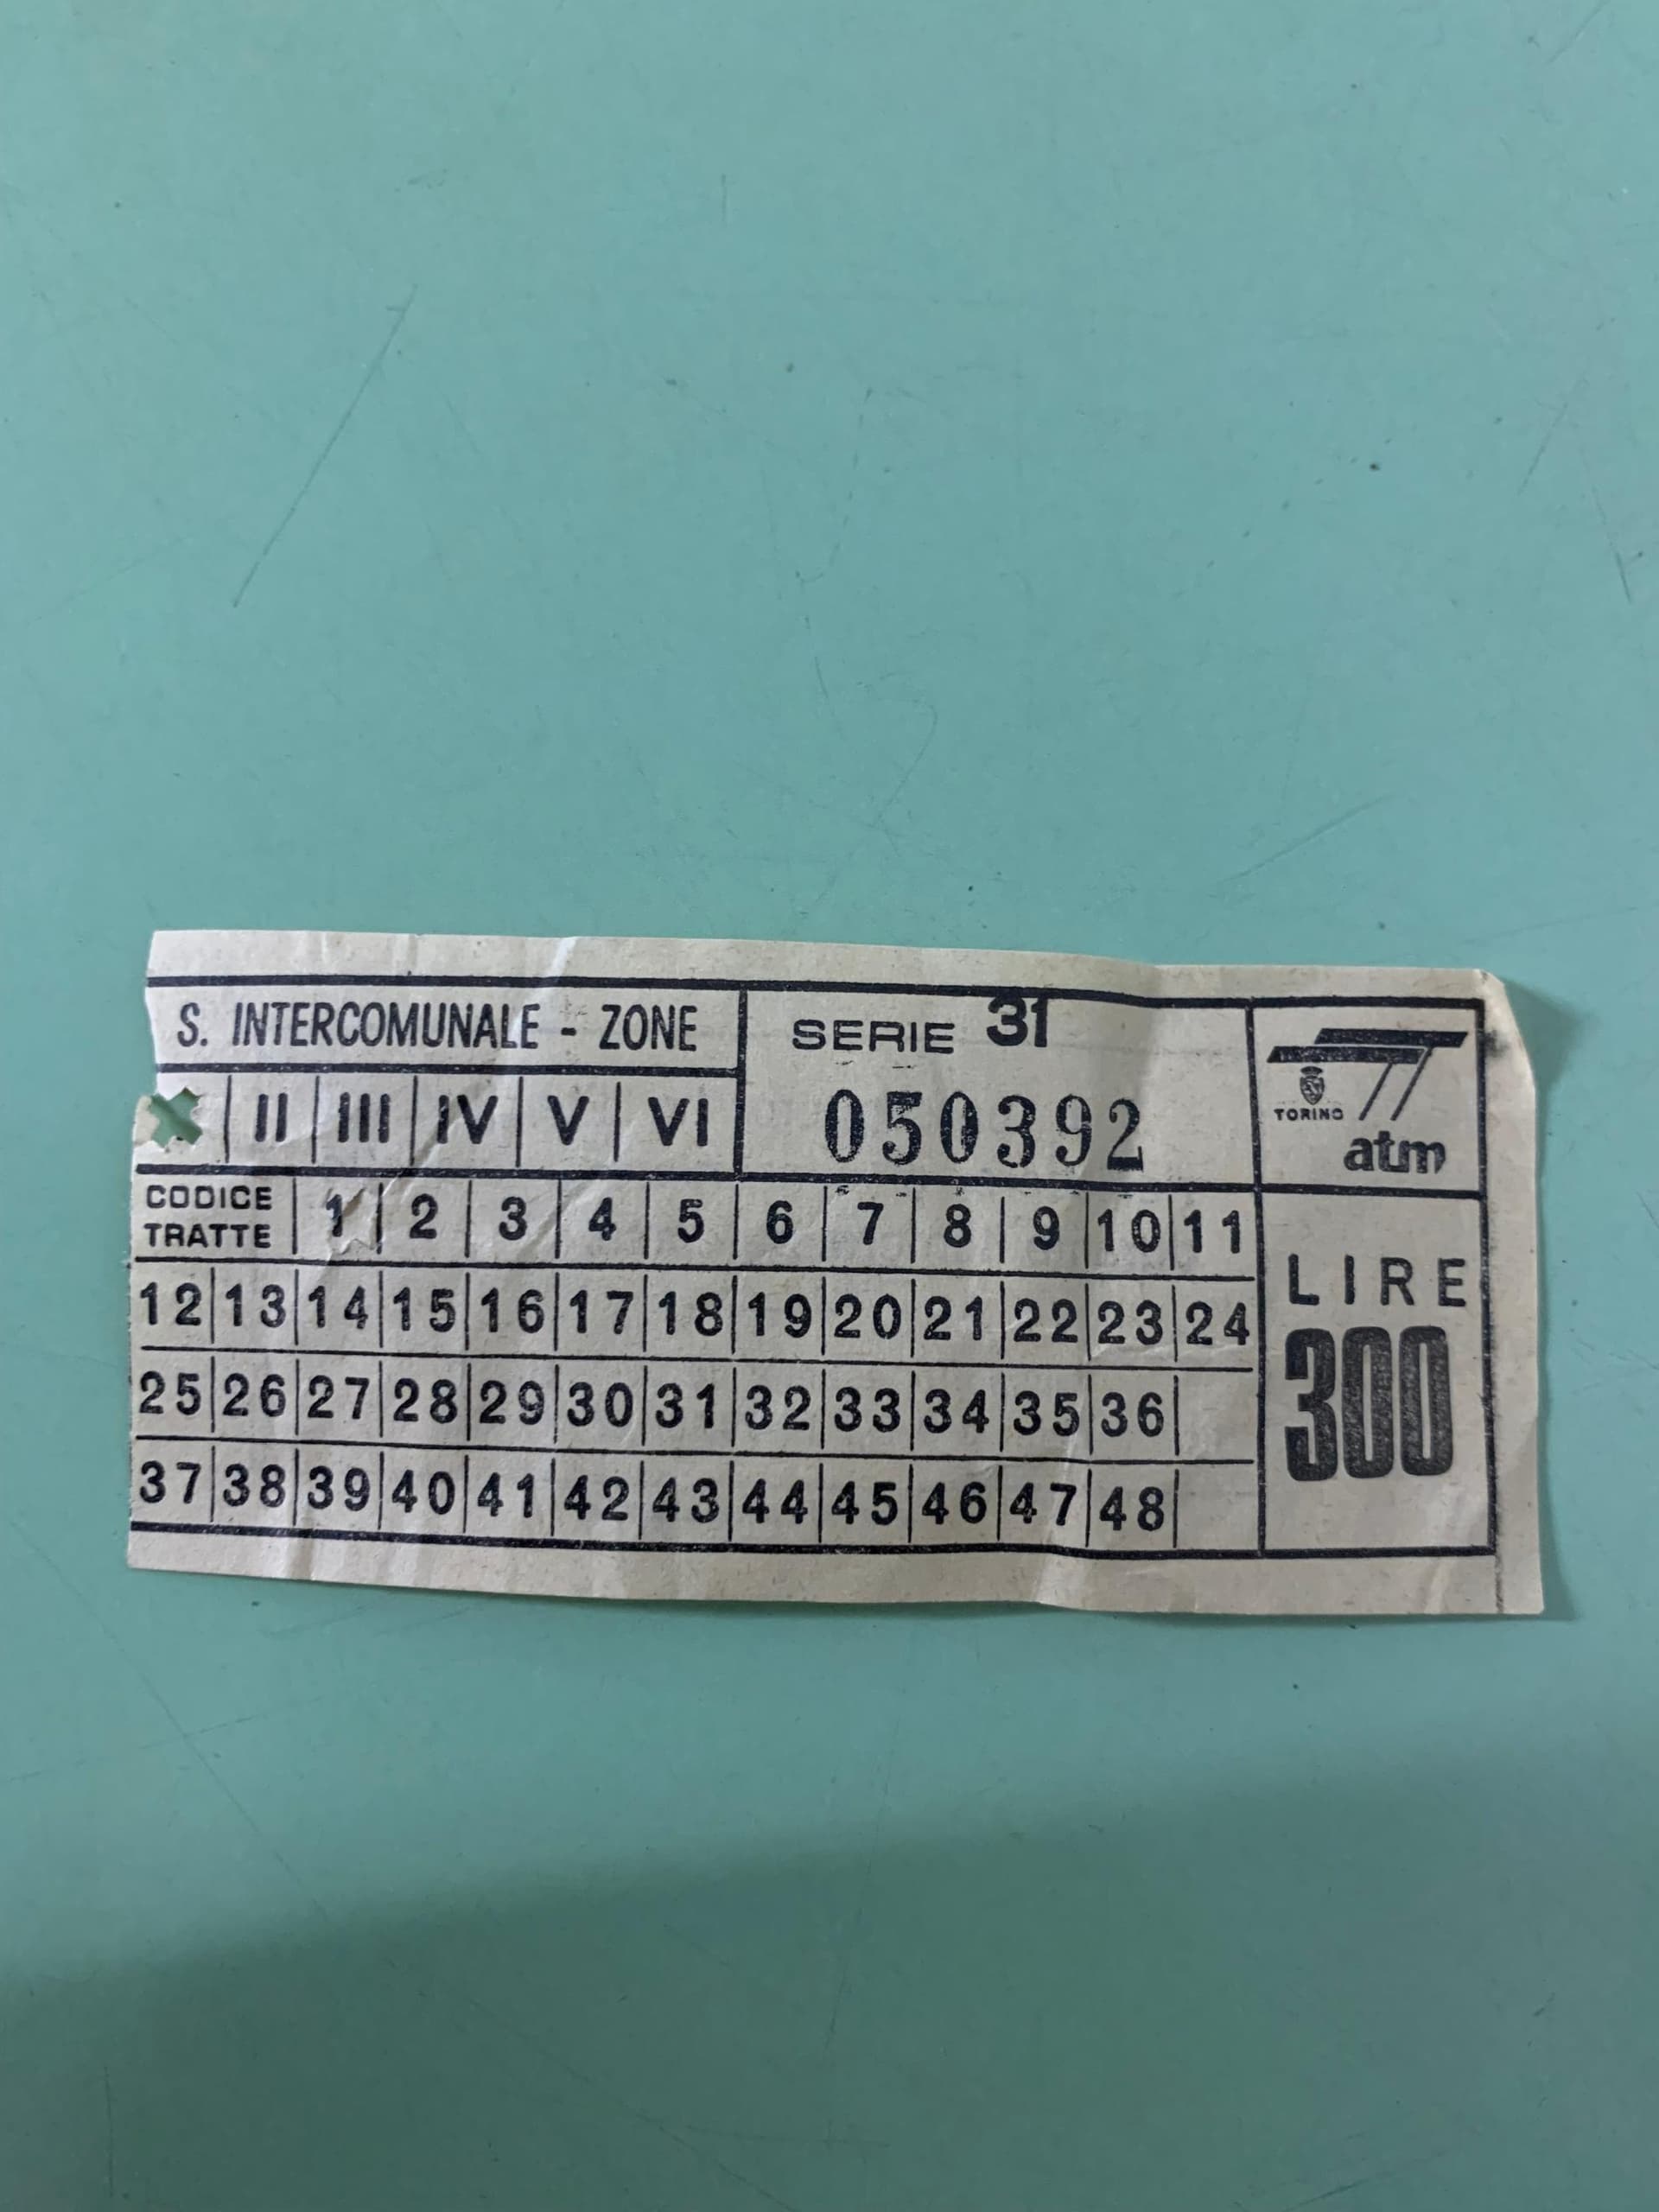 S. INTERCOMUNALE - ZONE
II III IV V VI
SERIE 31
050392
TORINO
atm
CODICE TRATTE 1 2 3 4 5 6 7 8 9 10 11
12 13 14 15 16 17 18 19 20 21 22 23 24
25 26 27 28 29 30 31 32 33 34 35 36
37 38 39 40 41 42 43 44 45 46 47 48
LIRE
300